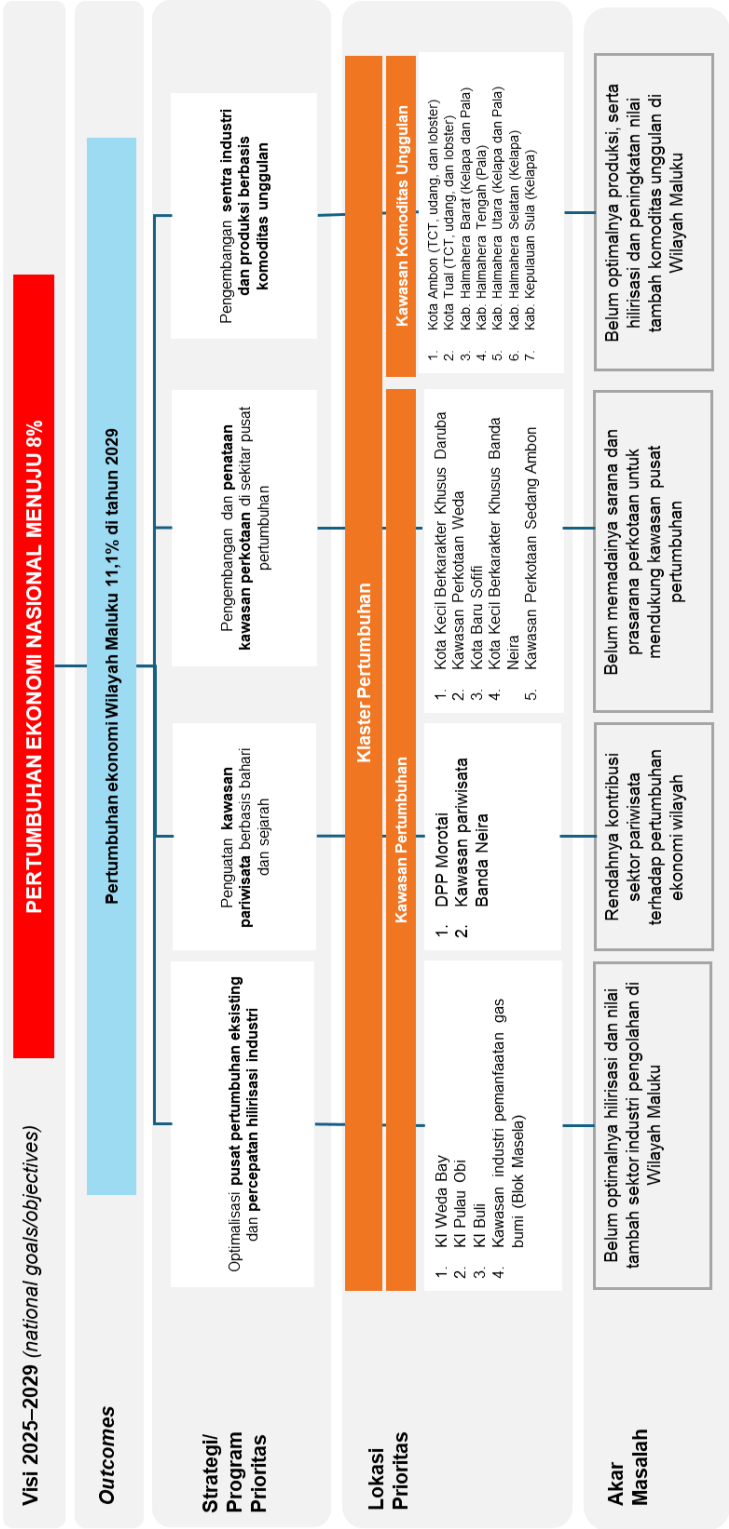 Visi 2025–2029 (national goals/objectives)
PERTUMBUHAN EKONOMI NASIONAL MENUJU 8%
Outcomes
Pertumbuhan ekonomi Wilayah Maluku 11,1% di tahun 2029
Strategi/
Program
Prioritas
Optimalisasi pusat pertumbuhan eksisting
dan percepatan hilirisasi industri
Penguatan kawasan
pariwisata berbasis bahari
dan sejarah
Pengembangan dan penataan
kawasan perkotaan di sekitar pusat
pertumbuhan
Pengembangan sentra industri
dan produksi berbasis
komoditas unggulan
Lokasi
Prioritas
Klaster Pertumbuhan
Kawasan Pertumbuhan
Kawasan Komoditas Unggulan
1. KI Weda Bay
2. KI Pulau Obi
3. KI Buli
4. Kawasan industri pemanfaatan gas
bumi (Blok Masela)
1. DPP Morotai
2. Kawasan pariwisata
Banda Neira
1. Kota Kecil Berkarakter Khusus Daruba
2. Kawasan Perkotaan Weda
3. Kota Baru Sofifi
4. Kota Kecil Berkarakter Khusus Banda
Neira
5. Kawasan Perkotaan Sedang Ambon
1. Kota Ambon (TCT, udang, dan lobster)
2. Kota Tual (TCT, udang, dan lobster)
3. Kab. Halmahera Barat (Kelapa dan Pala)
4. Kab. Halmahera Tengah (Pala)
5. Kab. Halmahera Utara (Kelapa dan Pala)
6. Kab. Halmahera Selatan (Kelapa)
7. Kab. Kepulauan Sula (Kelapa)
Akar
Masalah
Belum optimalnya hilirisasi dan nilai
tambah sektor industri pengolahan di
Wilayah Maluku
Rendahnya kontribusi
sektor pariwisata
terhadap pertumbuhan
ekonomi wilayah
Belum memadainya sarana dan
prasarana perkotaan untuk
mendukung kawasan pusat
pertumbuhan
Belum optimalnya produksi, serta
hilirisasi dan peningkatan nilai
tambah komoditas unggulan di
Wilayah Maluku